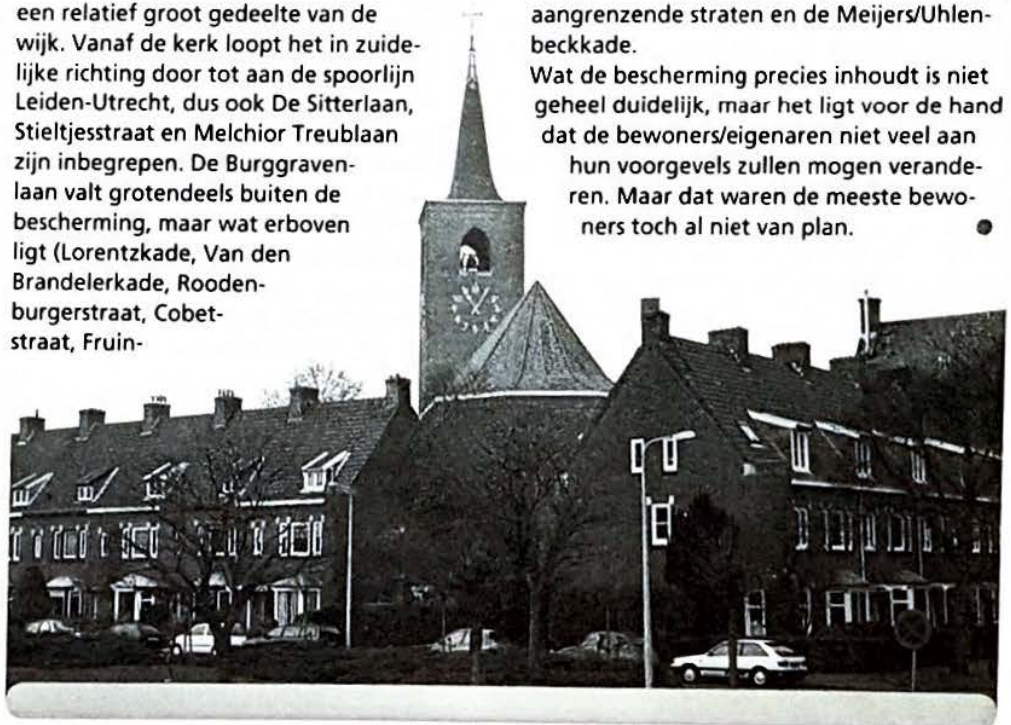 een relatief groot gedeelte van de
wijk. Vanaf de kerk loopt het in zuide-
lijke richting door tot aan de spoorlijn
Leiden-Utrecht, dus ook De Sitterlaan,
Stieltjesstraat en Melchior Treublaan
zijn inbegrepen. De Burggraven-
laan valt grotendeels buiten de
bescherming, maar wat erboven
ligt (Lorentzkade, Van den
Brandelerkade, Rooden-
burgerstraat, Cobet-
straat, Fruin-
aangrenzende straten en de Meijers/Uhlen-
beckkade.
Wat de bescherming precies inhoudt is niet
geheel duidelijk, maar het ligt voor de hand
dat de bewoners/eigenaren niet veel aan
hun voorgevels zullen mogen verande-
ren. Maar dat waren de meeste bewo-
ners toch al niet van plan.